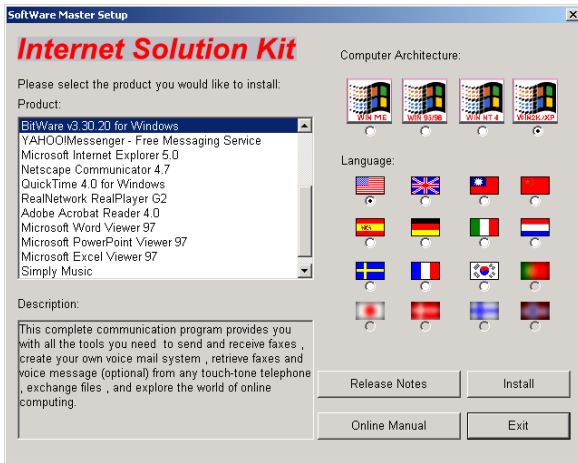 SoftWare Master Setup
Internet Solution Kit
Please select the product you would like to install:
Product:
BitWare v3.30.20 for Windows
YAHOO!Messenger - Free Messaging Service
Microsoft Internet Explorer 5.0
Netscape Communicator 4.7
QuickTime 4.0 for Windows
RealNetwork RealPlayer G2
Adobe Acrobat Reader 4.0
Microsoft Word Viewer 97
Microsoft PowerPoint Viewer 97
Microsoft Excel Viewer 97
Simply Music
Description:
This complete communication program provides you
with all the tools you need to send and receive faxes ,
create your own voice mail system , retrieve faxes and
voice message (optional) from any touch-tone telephone
, exchange files , and explore the world of online
computing.
Computer Architecture:
WIN ME WIN 95/98 WIN NT 4 WIN2K/XP
Language:
Release Notes Install
Online Manual Exit